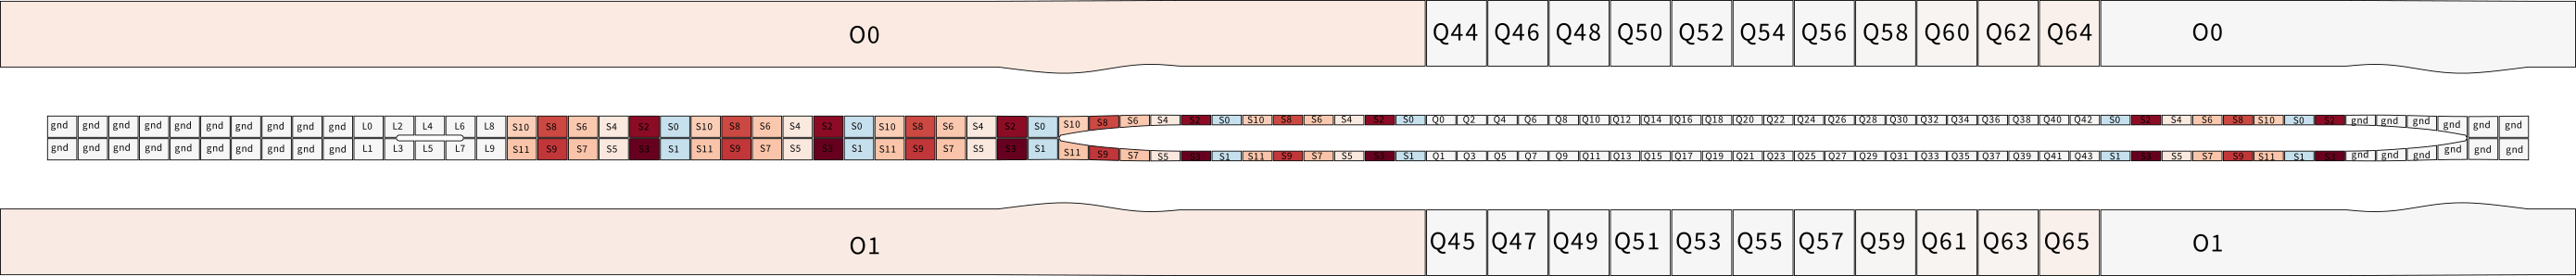 O0 Q44 Q46 Q48 Q50 Q52 Q54 Q56 Q58 Q60 Q62 Q64 O0
gnd gnd gnd gnd gnd gnd gnd gnd gnd gnd L0 L2 L4 L6 L8 S10 S8 S6 S4 S2 S0 S10 S8 S6 S4 S2 S0 S10 S8 S6 S4 S2 S0 S10 S8 S6 S4 S2 S0 S10 S8 S6 S4 S2 S0 Q0 Q2 Q4 Q6 Q8 Q10 Q12 Q14 Q16 Q18 Q20 Q22 Q24 Q26 Q28 Q30 Q32 Q34 Q36 Q38 Q40 Q42 S0 S2 S4 S6 S8 S10 S0 S2 gnd gnd gnd gnd gnd gnd
gnd gnd gnd gnd gnd gnd gnd gnd gnd gnd L1 L3 L5 L7 L9 S11 S9 S7 S5 S3 S1 S11 S9 S7 S5 S3 S1 S11 S9 S7 S5 S3 S1 S11 S9 S7 S5 S3 S1 S11 S9 S7 S5 S3 S1 Q1 Q3 Q5 Q7 Q9 Q11 Q13 Q15 Q17 Q19 Q21 Q23 Q25 Q27 Q29 Q31 Q33 Q35 Q37 Q39 Q41 Q43 S1 S3 S5 S7 S9 S11 S1 S3 gnd gnd gnd gnd gnd gnd
O1 Q45 Q47 Q49 Q51 Q53 Q55 Q57 Q59 Q61 Q63 Q65 O1